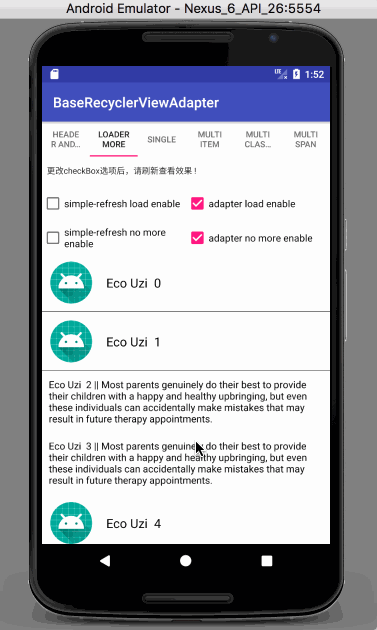 Android Emulator - Nexus_6_API_26:5554
LTE 1:52
BaseRecyclerViewAdapter
HEADE
R AND...
LOADER
MORE
SINGLE
MULTI
ITEM
MULTI
CLAS...
MULTI
SPAN
更改checkBox选项后，请刷新查看效果！
simple-refresh load enable
adapter load enable
simple-refresh no more
enable
adapter no more enable
Eco Uzi 0
Eco Uzi 1
Eco Uzi 2 || Most parents genuinely do their best to provide
their children with a happy and healthy upbringing, but even
these individuals can accidentally make mistakes that may
result in future therapy appointments.
Eco Uzi 3 || Most parents genuinely do their best to provide
their children with a happy and healthy upbringing, but even
these individuals can accidentally make mistakes that may
result in future therapy appointments.
Eco Uzi 4